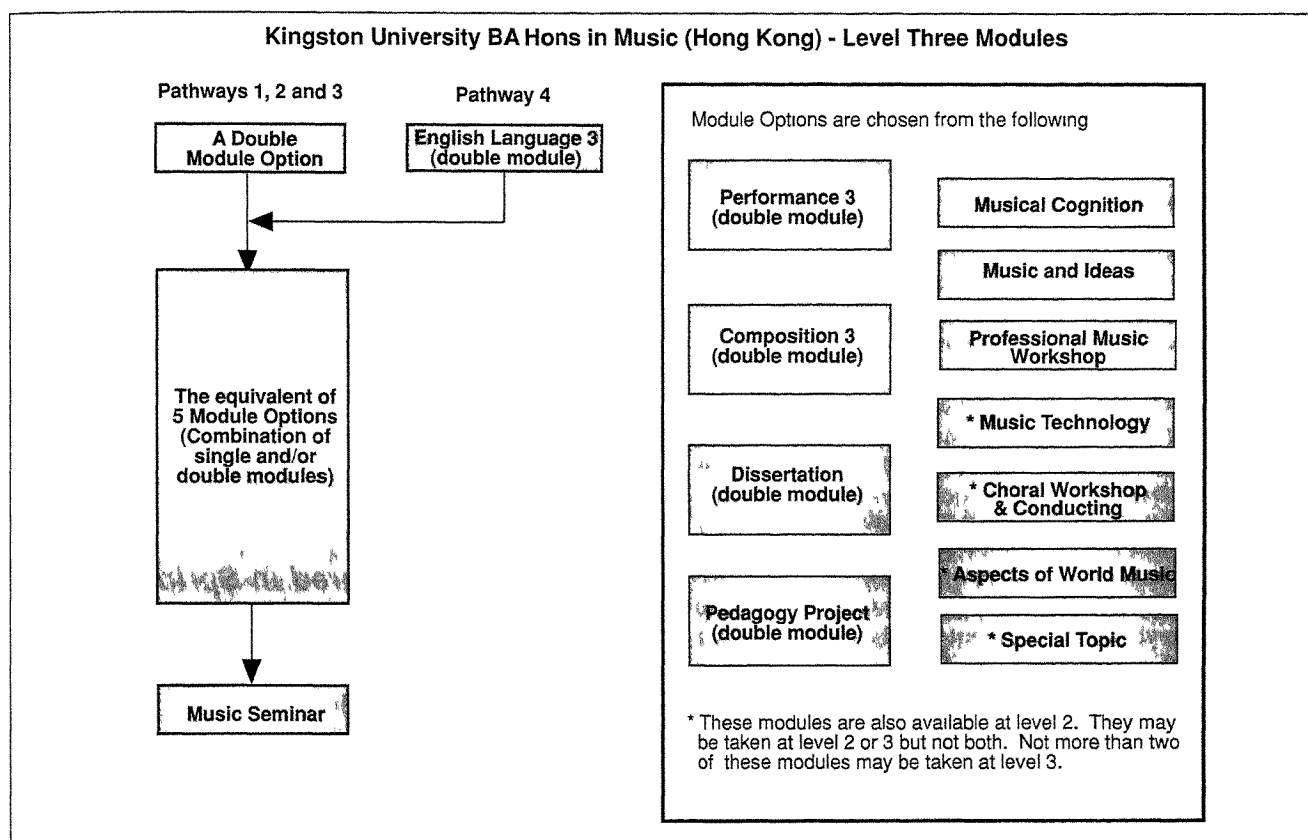 Kingston University BA Hons in Music (Hong Kong) - Level Three Modules
Pathways 1, 2 and 3
A Double
Module Option
Pathway 4
English Language 3
(double module)
The equivalent of
5 Module Options
(Combination of
single and/or
double modules)
Music Seminar
Module Options are chosen from the following
Performance 3
(double module)
Composition 3
(double module)
Dissertation
(double module)
Pedagogy Project
(double module)
Musical Cognition
Music and Ideas
Professional Music
Workshop
* Music Technology
* Choral Workshop
& Conducting
* Aspects of World Music
* Special Topic
* These modules are also available at level 2. They may
be taken at level 2 or 3 but not both. Not more than two
of these modules may be taken at level 3.